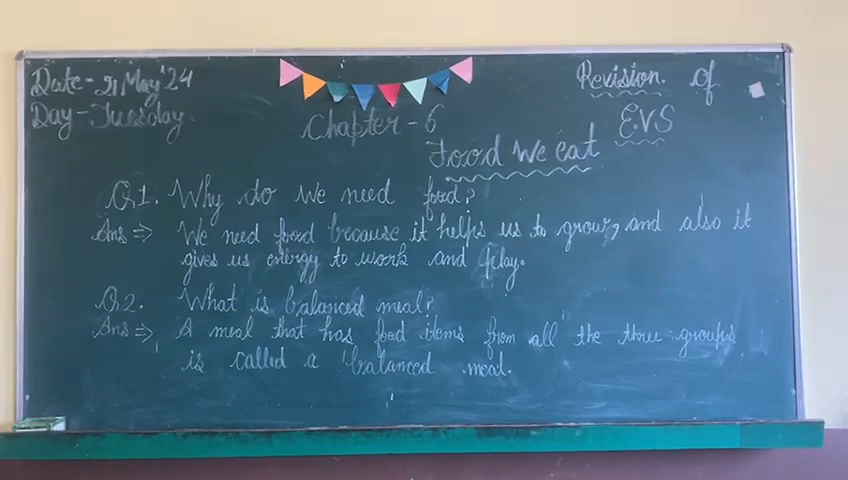 Date - 21 May'24
Day - Tuesday.
Revision of
EVS
Chapter - 6
Food We eat
Q1. Why do we need food?
Ans => We need food because it helps us to grow, and also it
gives us energy to work and play.
Q2. What is balanced meal?
Ans => A meal that has food items from all the three groups
is called a balanced meal.